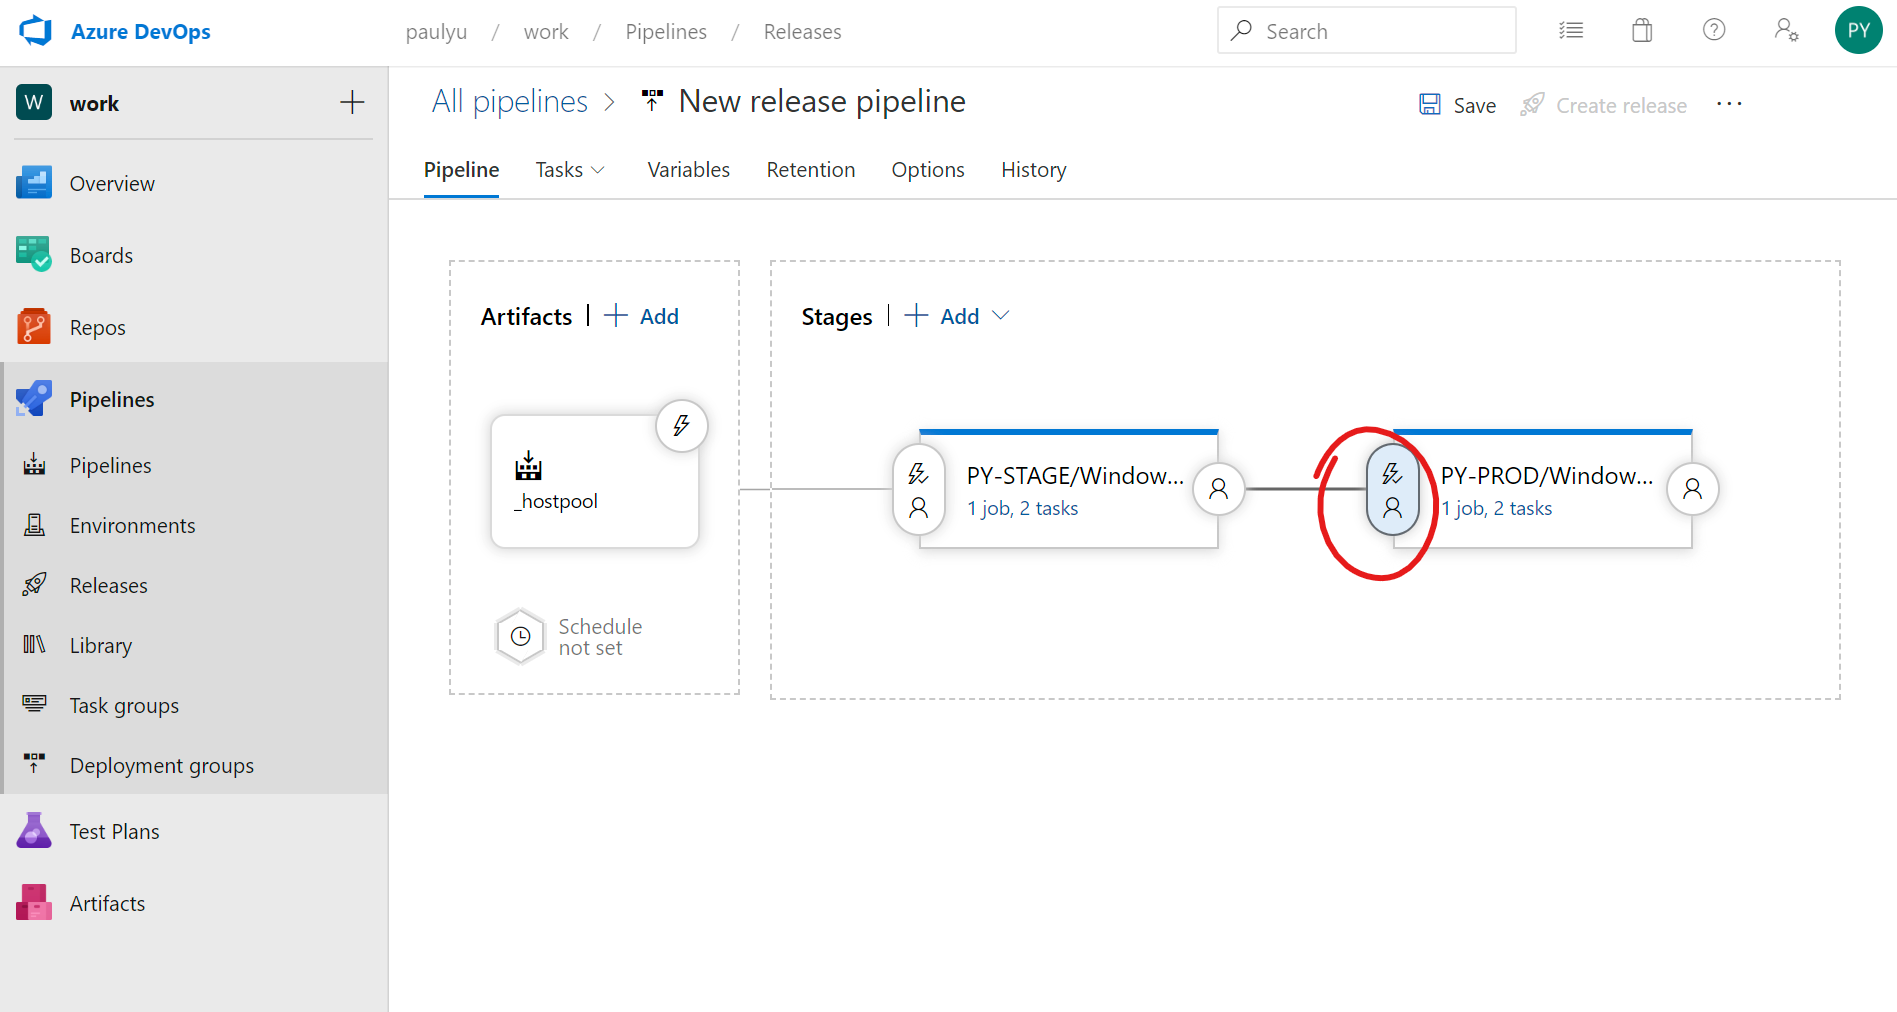 Azure DevOps
paulyu / work / Pipelines / Releases
Search
PY
W work
All pipelines > New release pipeline
Save
Create release
...
Pipeline Tasks Variables Retention Options History
Overview
Boards
Repos
Pipelines
Pipelines
Environments
Releases
Library
Task groups
Deployment groups
Test Plans
Artifacts
Artifacts | + Add
_hostpool
Schedule
not set
Stages | + Add
PY-STAGE/Window...
1 job, 2 tasks
PY-PROD/Window...
1 job, 2 tasks